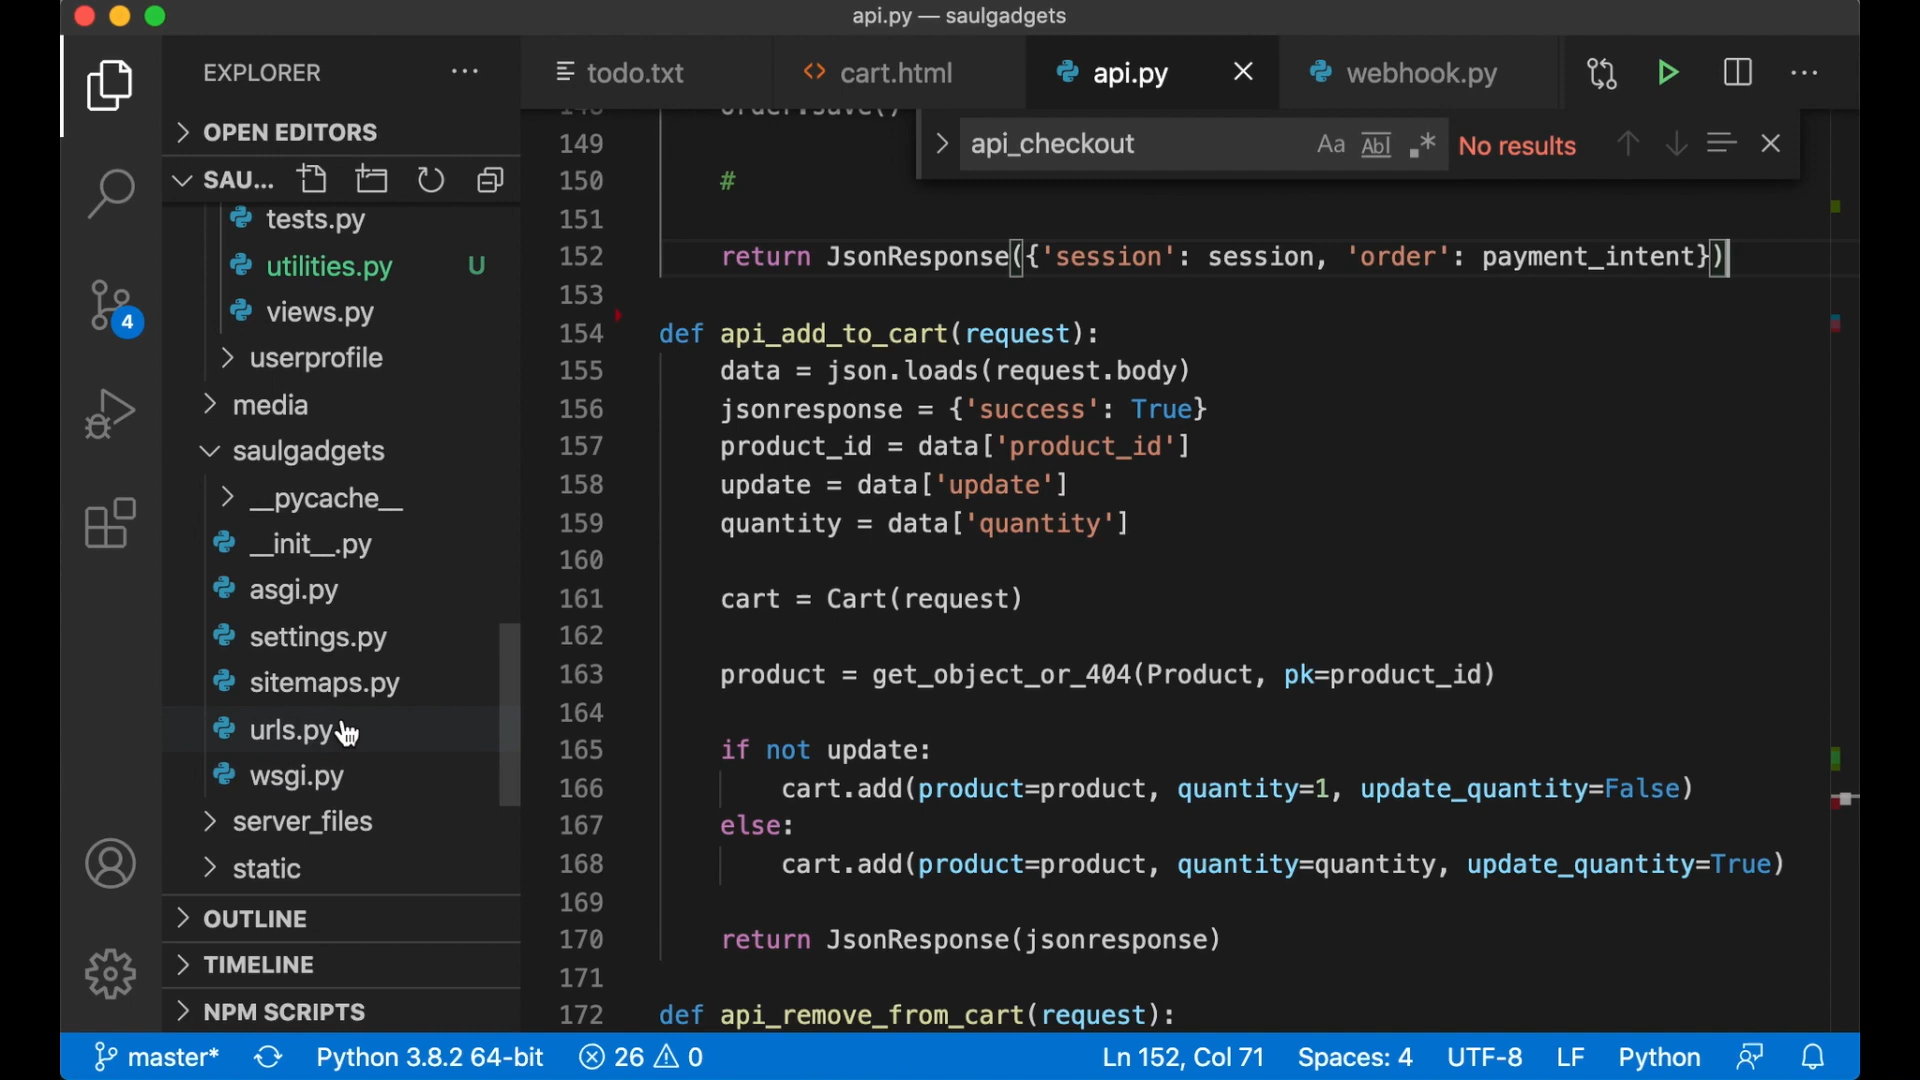 api.py — saulgadgets
EXPLORER
OPEN EDITORS
SAU...
tests.py
utilities.py U
views.py
userprofile
media
saulgadgets
__pycache__
__init__.py
asgi.py
settings.py
sitemaps.py
urls.py
wsgi.py
server_files
static
OUTLINE
TIMELINE
NPM SCRIPTS
4
todo.txt cart.html api.py webhook.py
api_checkout Aa Abl .* No results
148 order.save()
149
150 #
151
152 return JsonResponse({'session': session, 'order': payment_intent})
153
154 def api_add_to_cart(request):
155 data = json.loads(request.body)
156 jsonresponse = {'success': True}
157 product_id = data['product_id']
158 update = data['update']
159 quantity = data['quantity']
160
161 cart = Cart(request)
162
163 product = get_object_or_404(Product, pk=product_id)
164
165 if not update:
166 cart.add(product=product, quantity=1, update_quantity=False)
167 else:
168 cart.add(product=product, quantity=quantity, update_quantity=True)
169
170 return JsonResponse(jsonresponse)
171
172 def api_remove_from_cart(request):
master* Python 3.8.2 64-bit 26 0 Ln 152, Col 71 Spaces: 4 UTF-8 LF Python